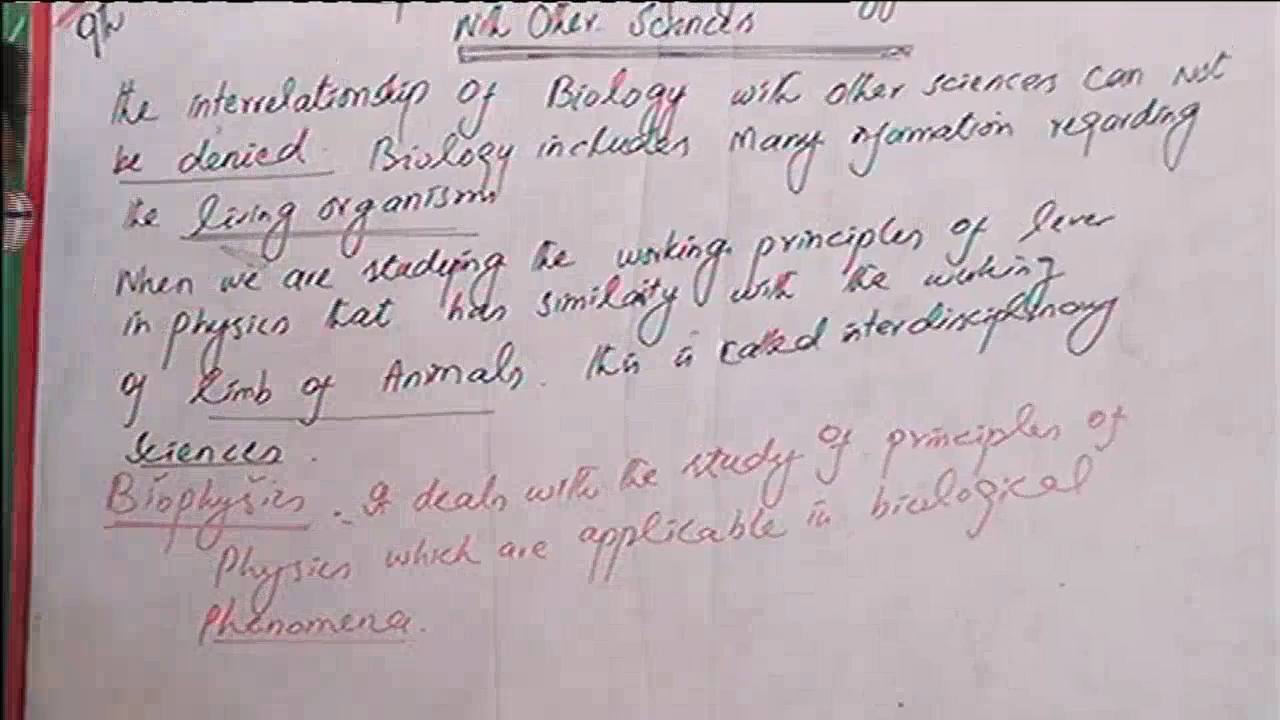 9th
With Other Sciences
the interrelationship of Biology with other sciences can not
be denied. Biology includes many information regarding
the living organism
When we are studying the working principles of lever
in physics that has similarity with the working
of Limb of Animals. this is called interdisciplinary
Sciences.
Biophysics - It deals with the study of principles of
Physics which are applicable in biological
Phenomena.